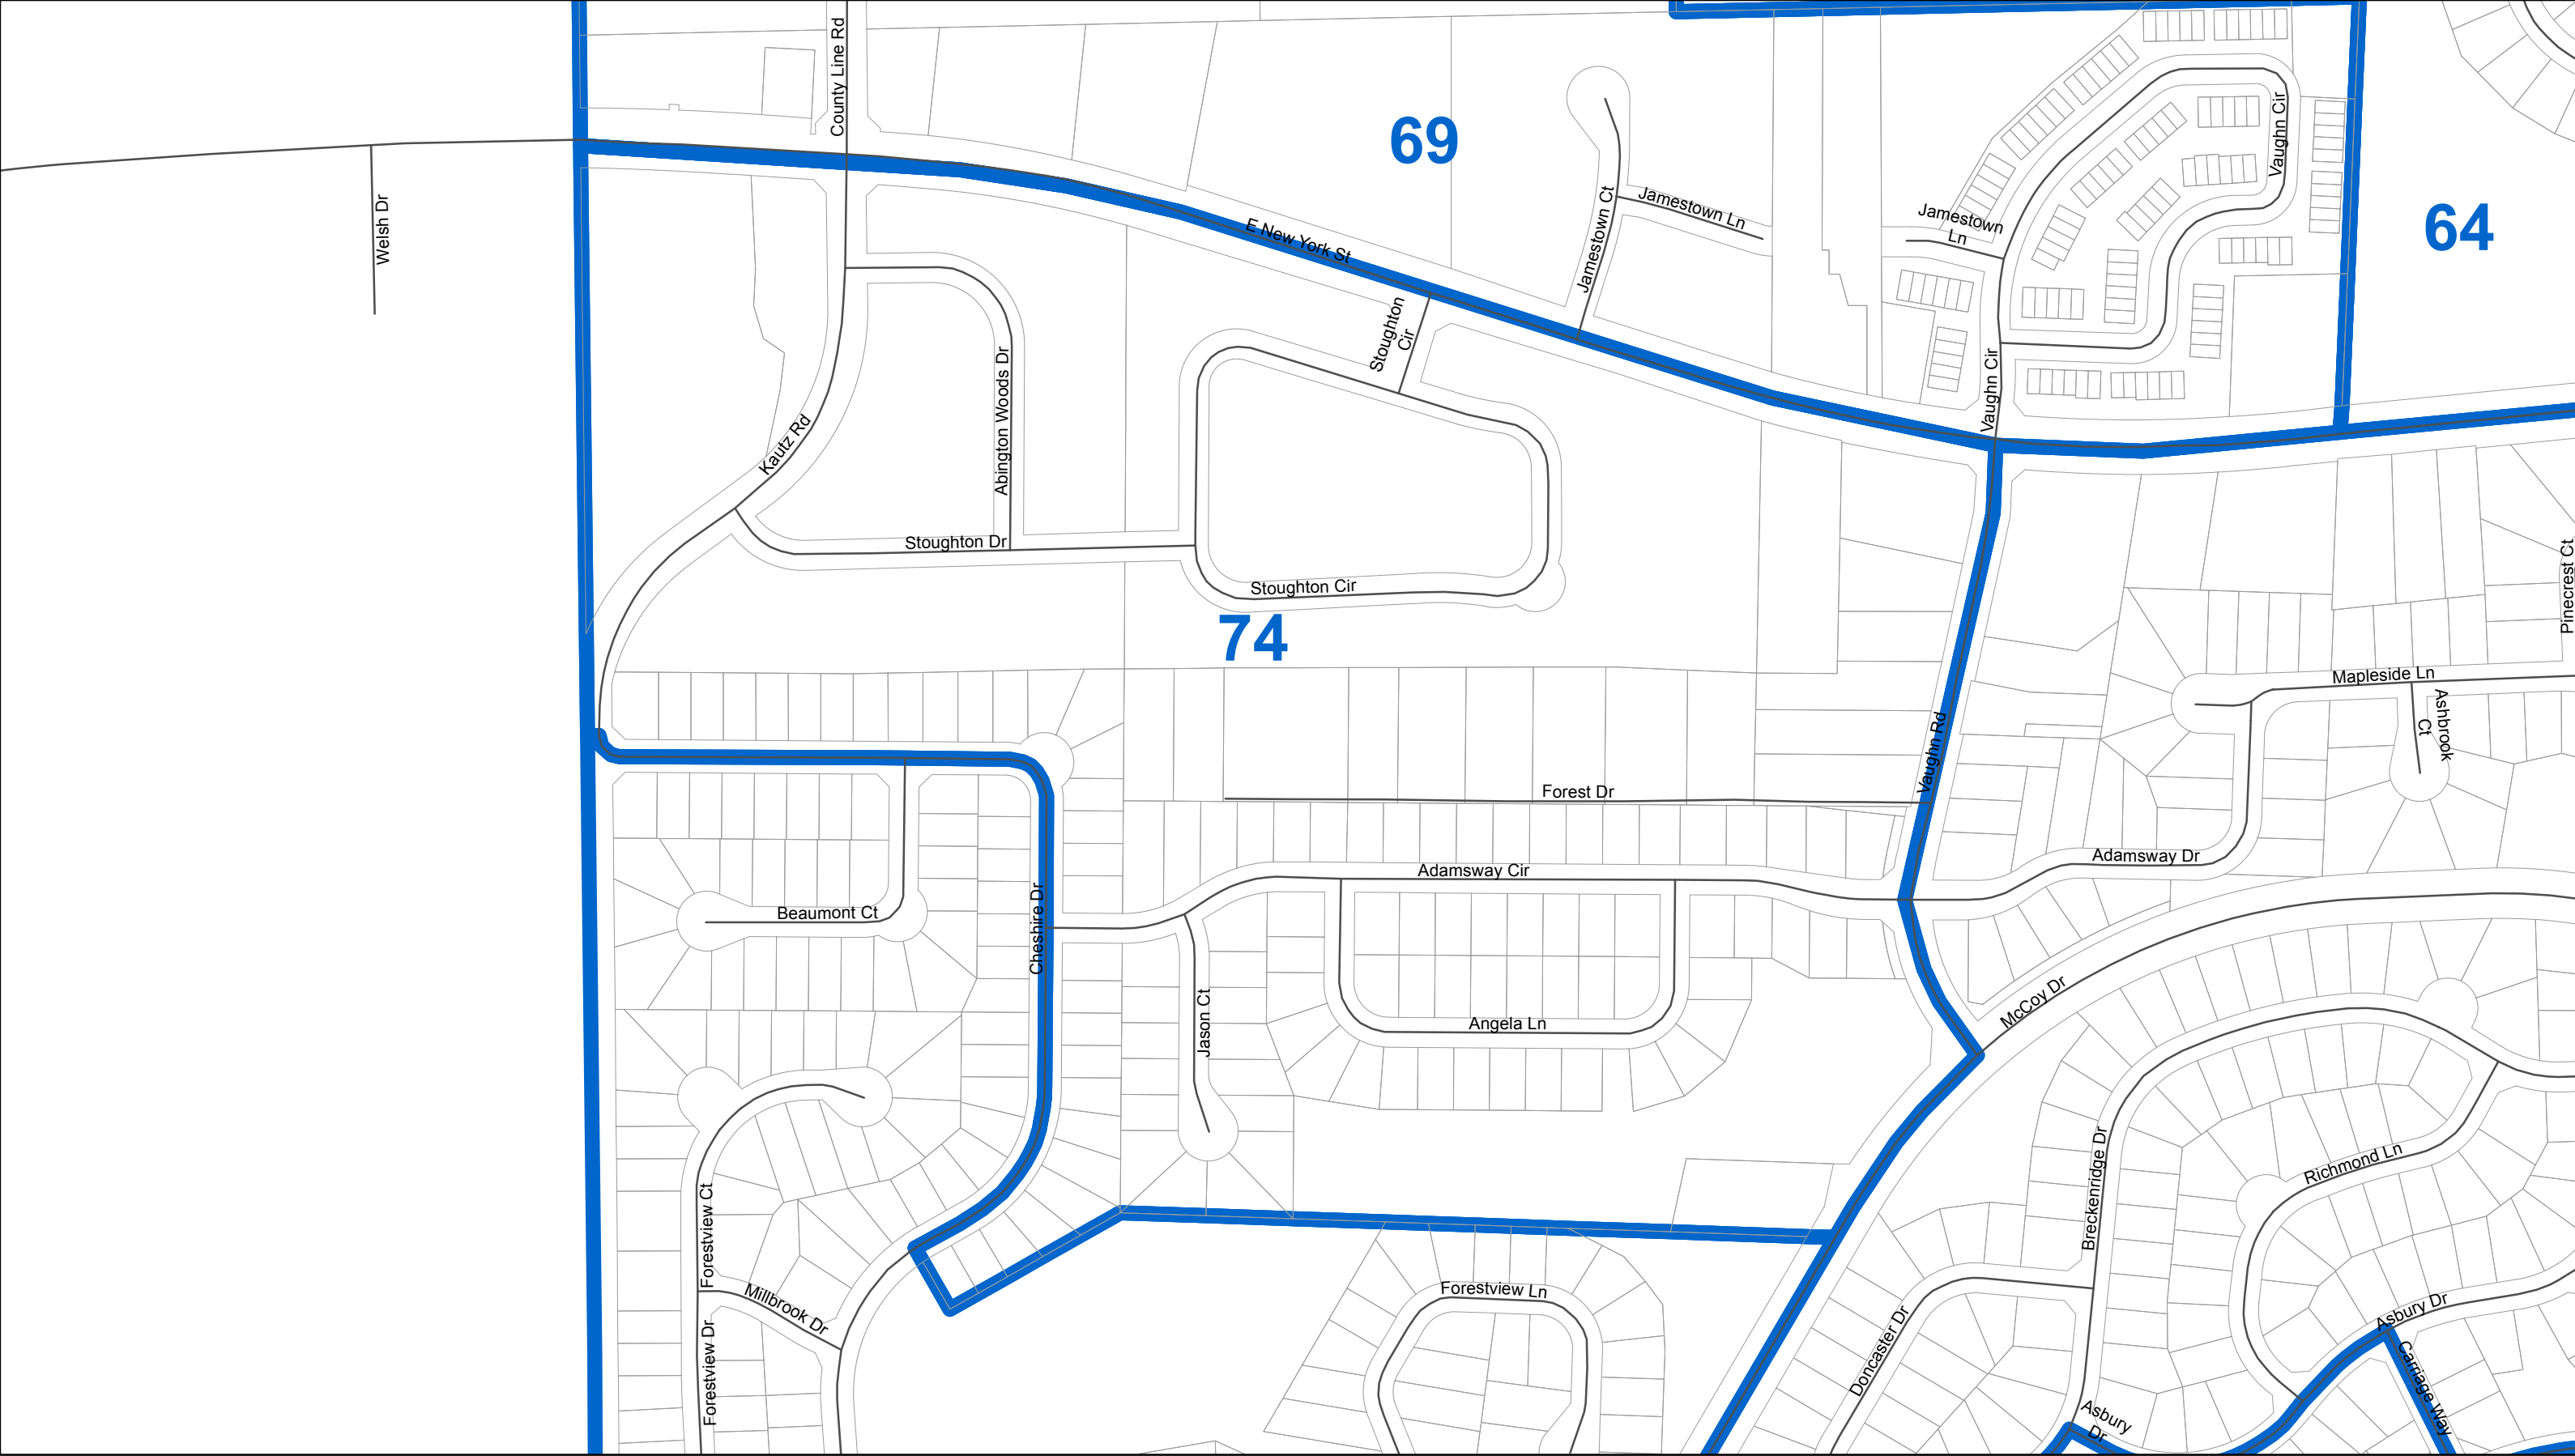 County Line Rd
Welsh Dr
69
64
E New York St
Jamestown Ct
Jamestown Ln
Jamestown
Ln
Vaughn Cir
Vaughn Cir
Stoughton
Cir
Abington Woods Dr
Kautz Rd
Stoughton Dr
Stoughton Cir
74
Pinecrest Ct
Mapleside Ln
Ashbrook
Ct
Vaughn Rd
Forest Dr
Adamsway Cir
Adamsway Dr
Beaumont Ct
Cheshire Dr
Jason Ct
Angela Ln
McCoy Dr
Breckenridge Dr
Richmond Ln
Forestview Ct
Millbrook Dr
Forestview Dr
Forestview Ln
Doncaster Dr
Asbury Dr
Carriage Way
Asbury
Dr